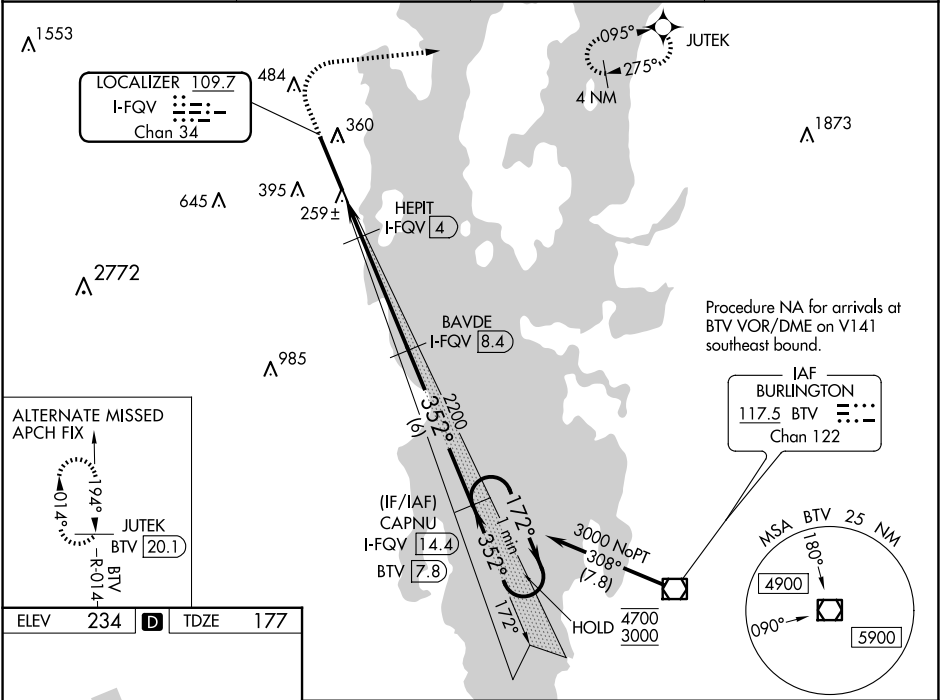 1553
095°
JUTEK
275°
4 NM
LOCALIZER 109.7
I-FQV
Chan 34
484
360
1873
395
645
259±
HEPIT
I-FQV 4
2772
BAVDE
I-FQV 8.4
Procedure NA for arrivals at
BTV VOR/DME on V141
southeast bound.
985
IAF
BURLINGTON
117.5 BTV
Chan 122
352°
(6)
2200
ALTERNATE MISSED
APCH FIX
194°
014°
JUTEK
BTV 20.1
BTV
R-014
(IF/IAF)
CAPNU
I-FQV 14.4
BTV 7.8
172°
1 min
352°
172°
3000 NoPT
308°
(7.8)
HOLD 4700
3000
MSA BTV 25 NM
180°
4900
090°
5900
ELEV 234 D TDZE 177